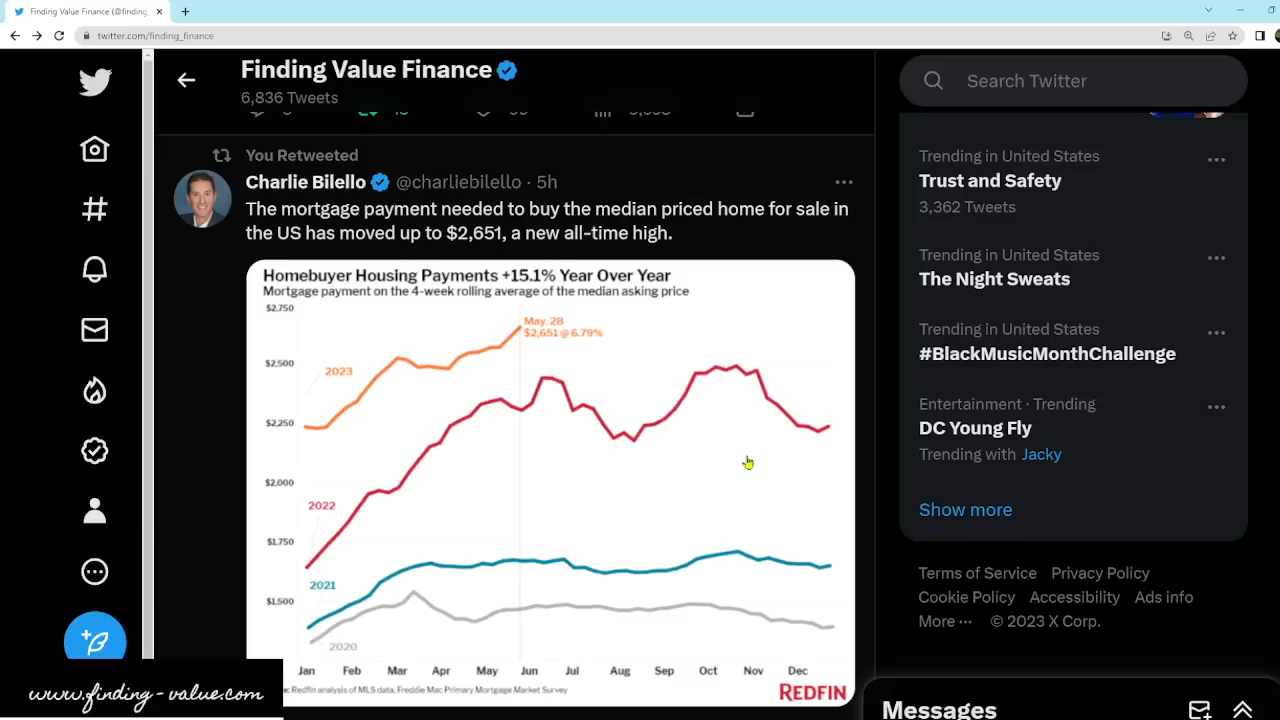 Finding Value Finance (@finding_
twitter.com/finding_finance
Finding Value Finance
6,836 Tweets
Search Twitter
You Retweeted
Charlie Bilello @charliebilello · 5h
The mortgage payment needed to buy the median priced home for sale in
the US has moved up to $2,651, a new all-time high.
Homebuyer Housing Payments +15.1% Year Over Year
Mortgage payment on the 4-week rolling average of the median asking price
$2,750
$2,500
$2,250
$2,000
$1,750
$1,500
May. 28
$2,651 @ 6.79%
2023
2022
2021
2020
Jan Feb Mar Apr May Jun Jul Aug Sep Oct Nov Dec
Redfin analysis of MLS data, Freddie Mac Primary Mortgage Market Survey
REDFIN
www.finding-value.com
Trending in United States
Trust and Safety
3,362 Tweets
Trending in United States
The Night Sweats
Trending in United States
#BlackMusicMonthChallenge
Entertainment · Trending
DC Young Fly
Trending with Jacky
Show more
Terms of Service Privacy Policy
Cookie Policy Accessibility Ads info
More ··· © 2023 X Corp.
Messages